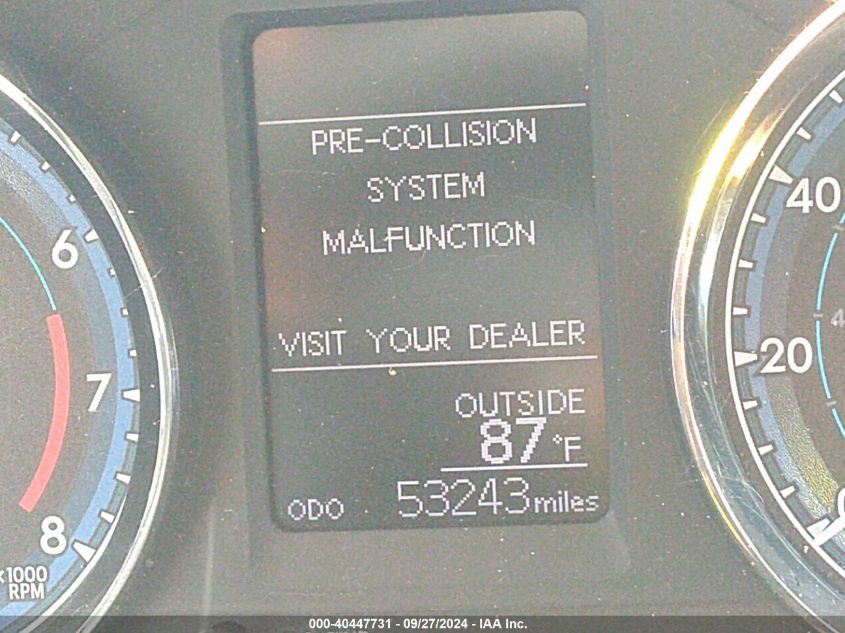 PRE-COLLISION
SYSTEM
MALFUNCTION
VISIT YOUR DEALER
OUTSIDE
87°F
ODO 53243 miles
6
7
8
x1000
RPM
40
20
000-40447731 - 09/27/2024 - IAA Inc.